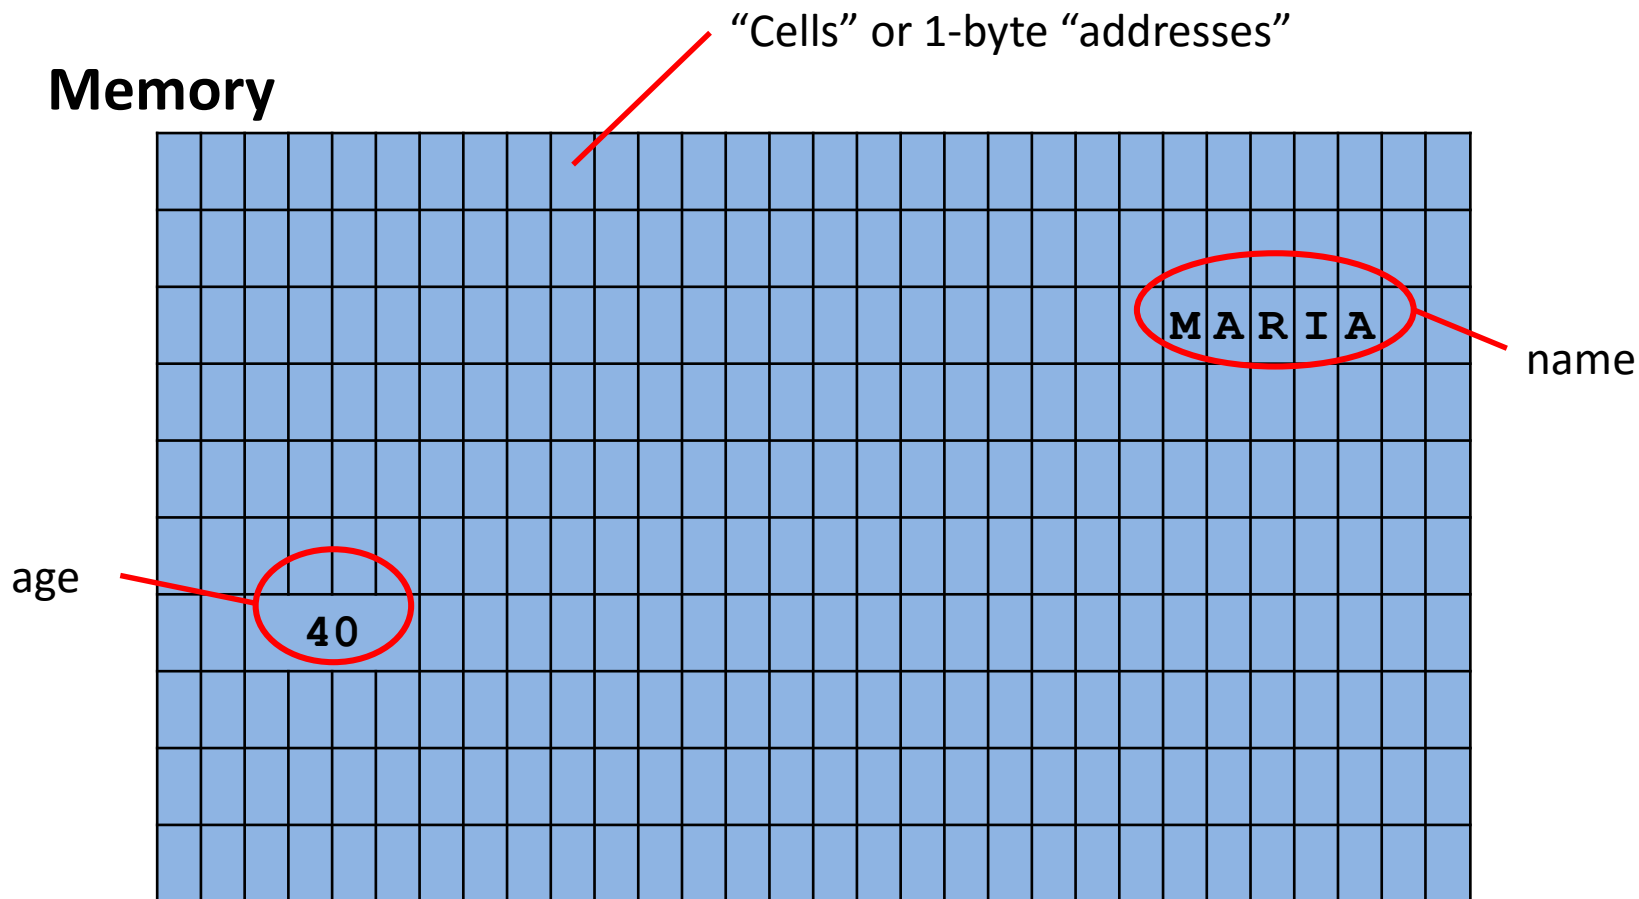 “Cells” or 1-byte “addresses”
Memory
MARIA
name
age
40